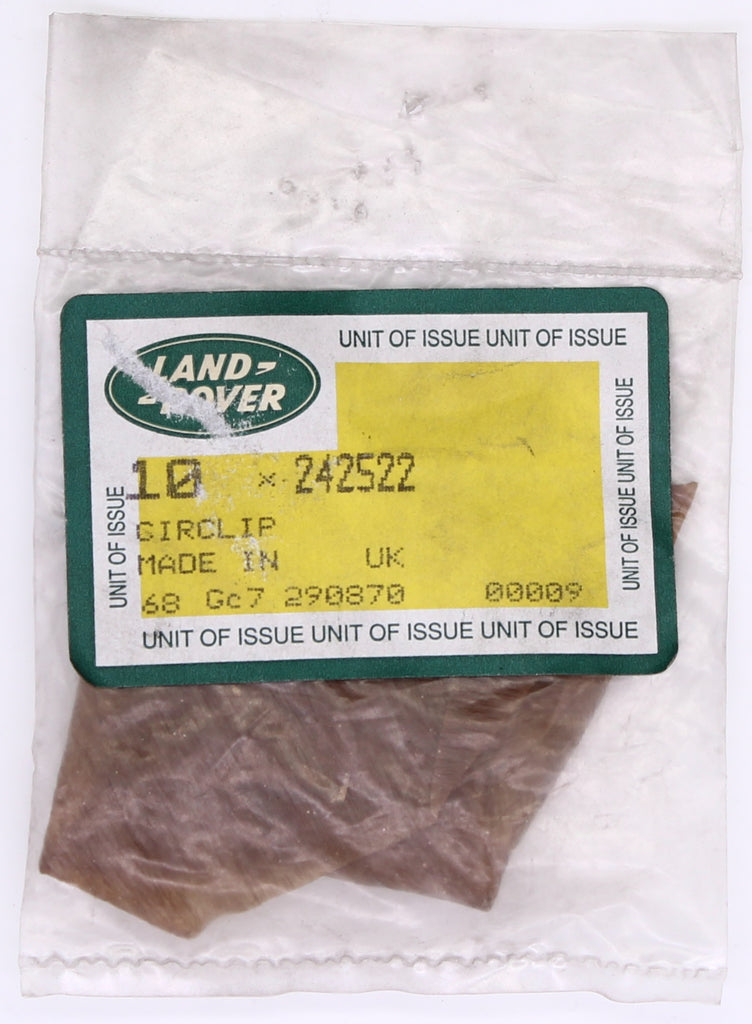 UNIT OF ISSUE UNIT OF ISSUE
LAND-
-ROVER
10 × 242522
CIRCLIP
MADE IN UK
68 Gc7 290870 00009
UNIT OF ISSUE UNIT OF ISSUE UNIT OF ISSUE
UNIT OF ISSUE
UNIT OF ISSUE UNIT OF ISSUE